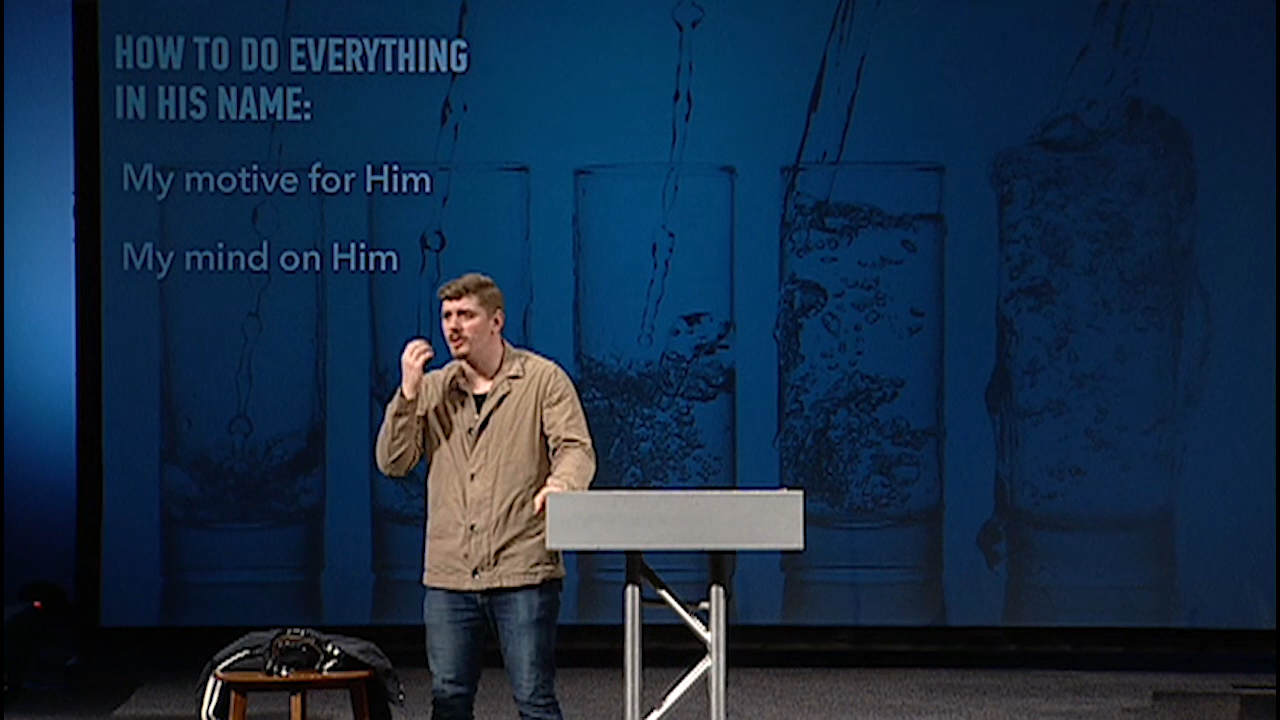 HOW TO DO EVERYTHING
IN HIS NAME:
My motive for Him
My mind on Him